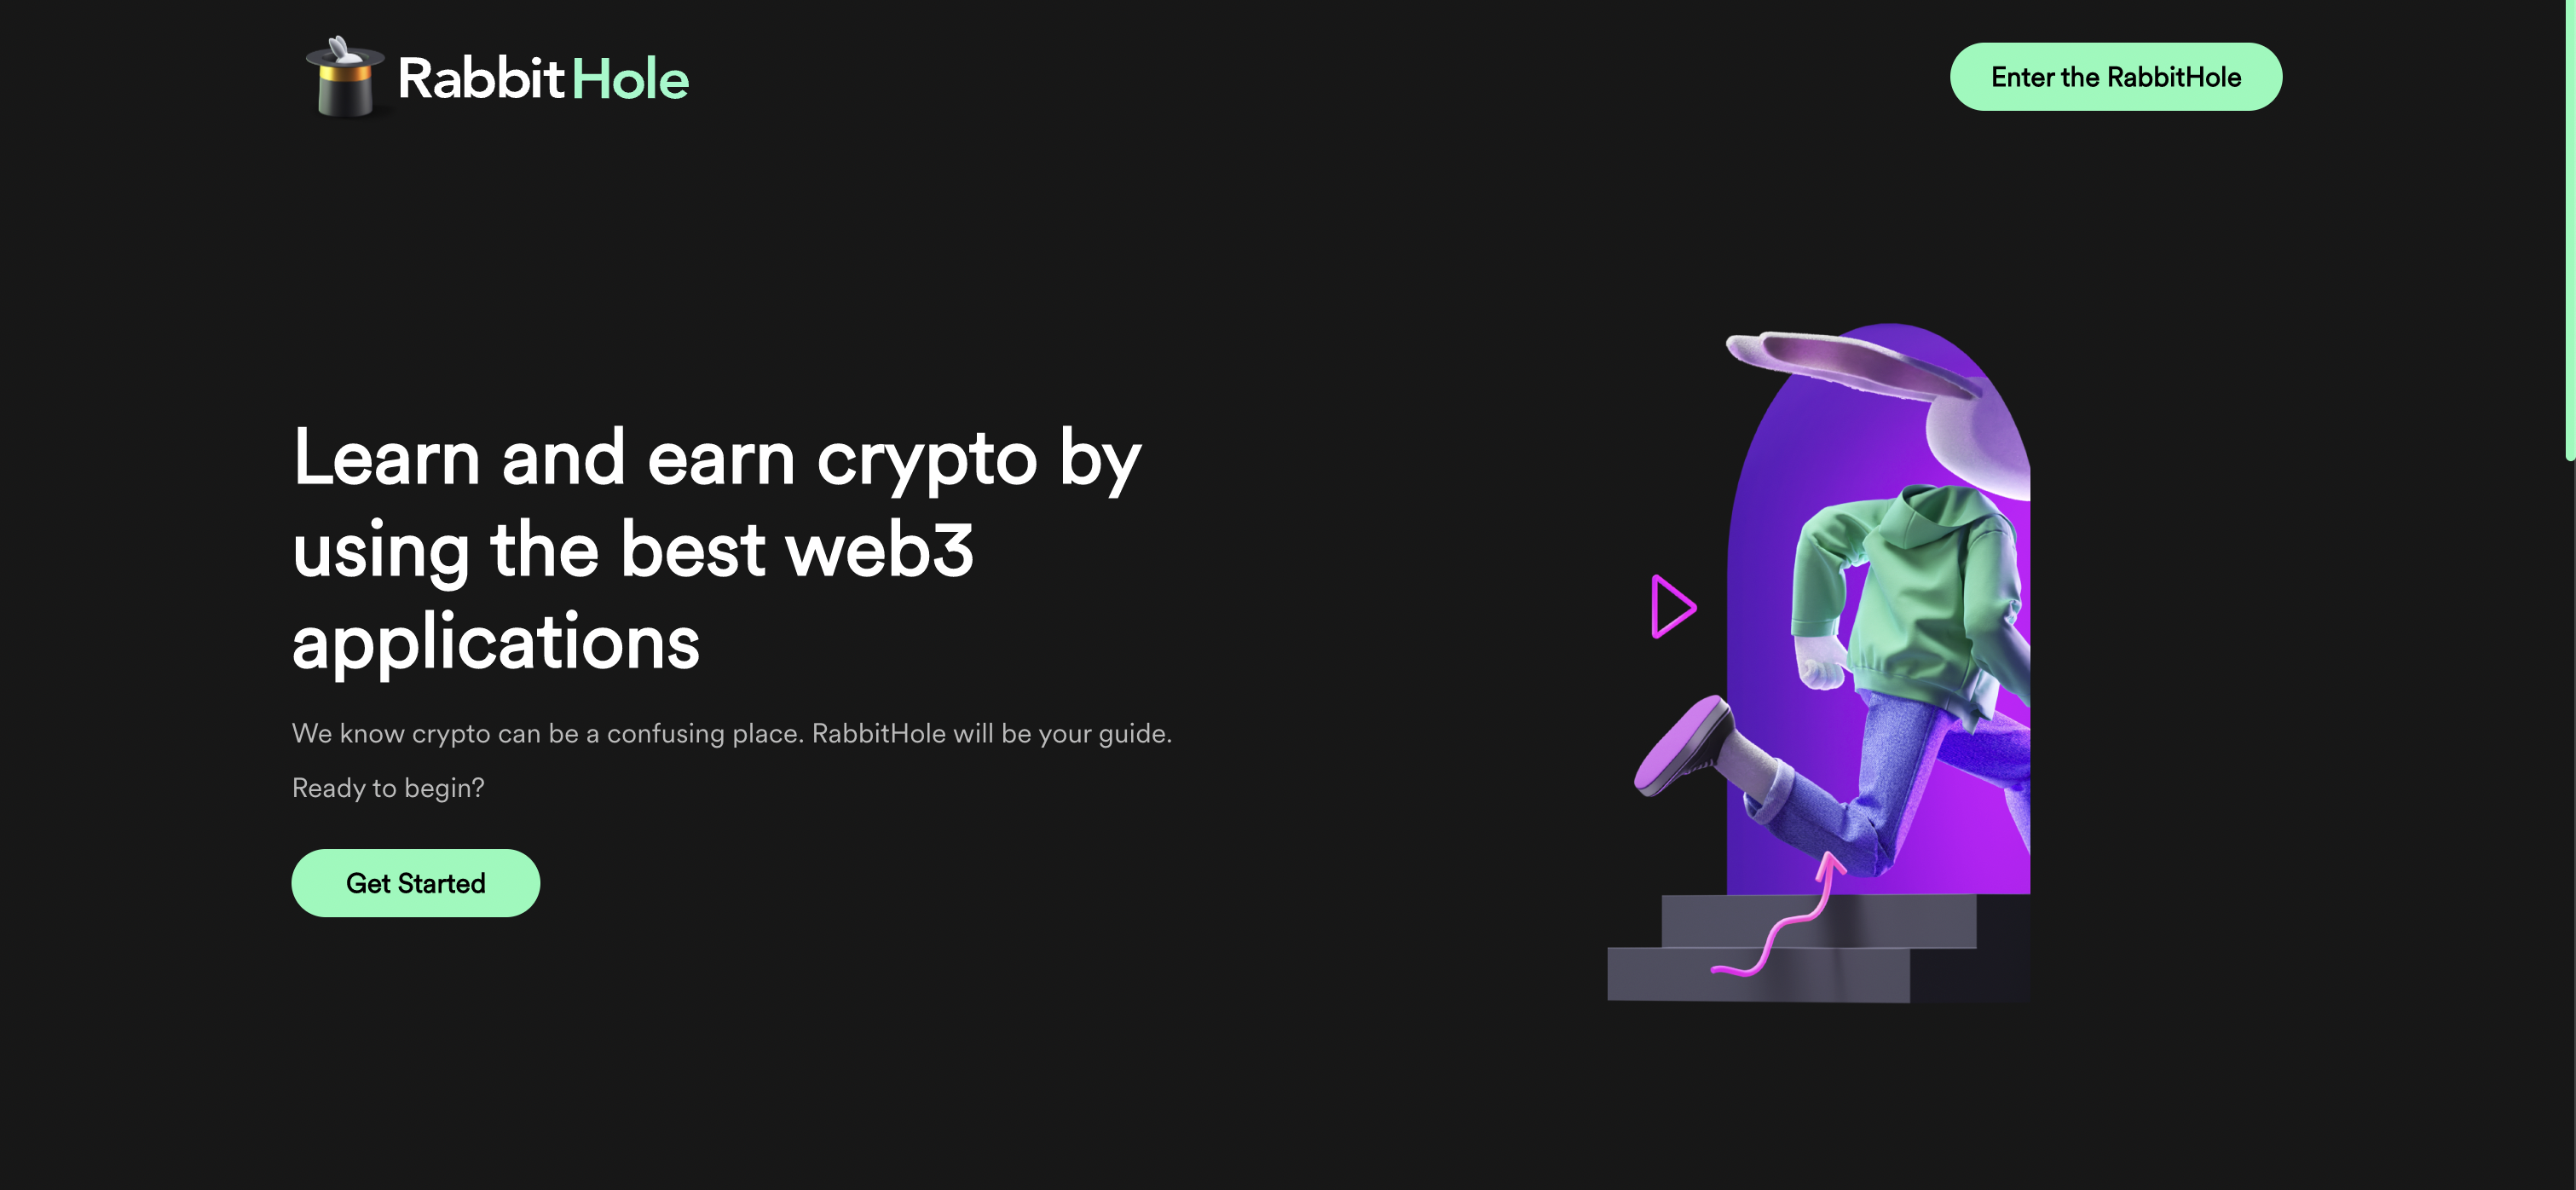 RabbitHole
Enter the RabbitHole
Learn and earn crypto by
using the best web3
applications
We know crypto can be a confusing place. RabbitHole will be your guide.
Ready to begin?
Get Started